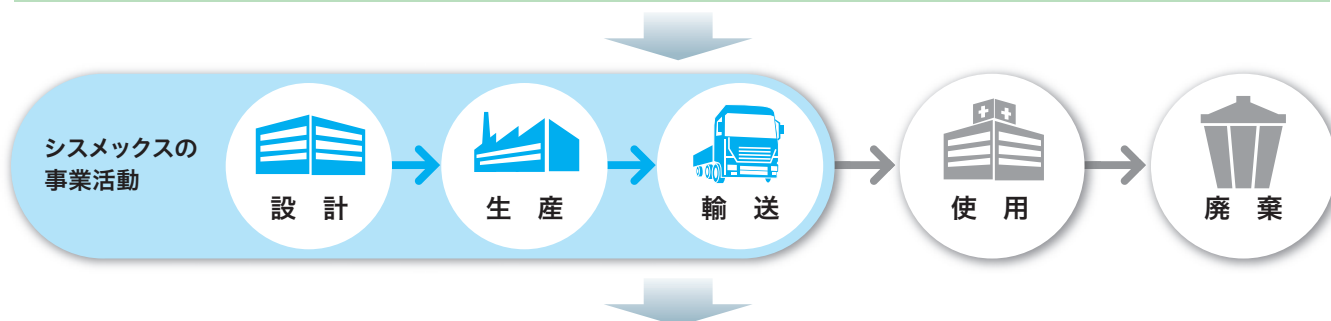 シスメックスの
事業活動
設 計
生 産
輸 送
使 用
廃 棄